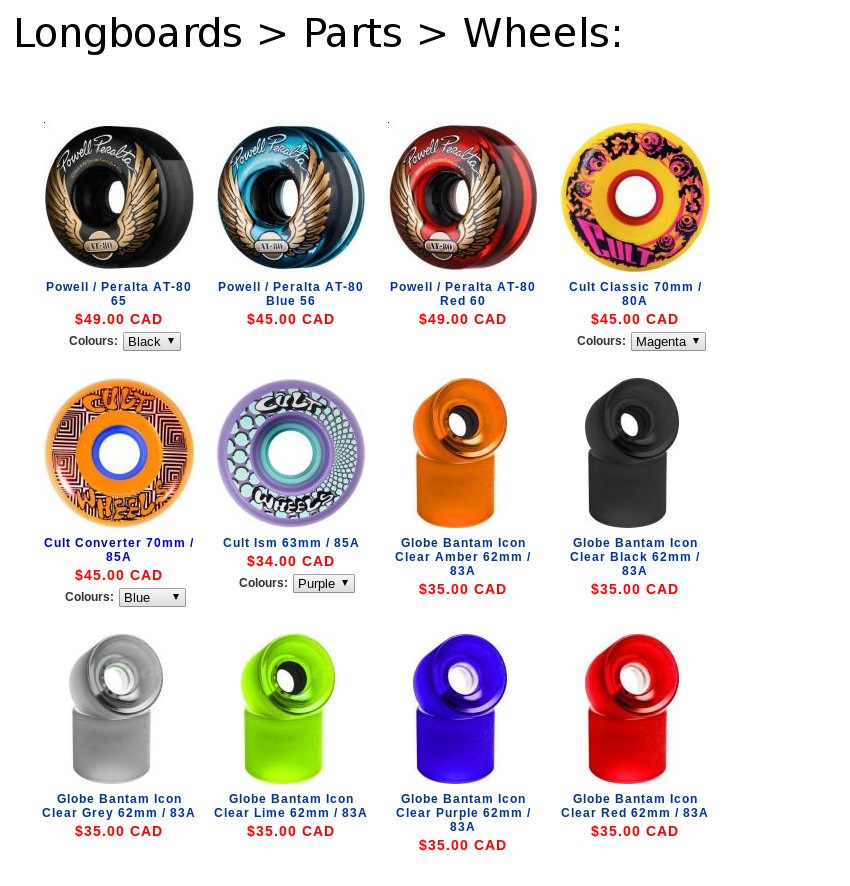 Longboards > Parts > Wheels:
Powell Peralta
AT-80
Powell Peralta
AT-80
Powell Peralta
AT-80
CULT
Powell / Peralta AT-80
65
$49.00 CAD
Colours: Black
Powell / Peralta AT-80
Blue 56
$45.00 CAD
Powell / Peralta AT-80
Red 60
$49.00 CAD
Cult Classic 70mm /
80A
$45.00 CAD
Colours: Magenta
CULT
WHEELS
CULT
WHEELS
Cult Converter 70mm /
85A
$45.00 CAD
Colours: Blue
Cult Ism 63mm / 85A
$34.00 CAD
Colours: Purple
Globe Bantam Icon
Clear Amber 62mm /
83A
$35.00 CAD
Globe Bantam Icon
Clear Black 62mm /
83A
$35.00 CAD
Globe Bantam Icon
Clear Grey 62mm / 83A
$35.00 CAD
Globe Bantam Icon
Clear Lime 62mm / 83A
$35.00 CAD
Globe Bantam Icon
Clear Purple 62mm /
83A
$35.00 CAD
Globe Bantam Icon
Clear Red 62mm / 83A
$35.00 CAD